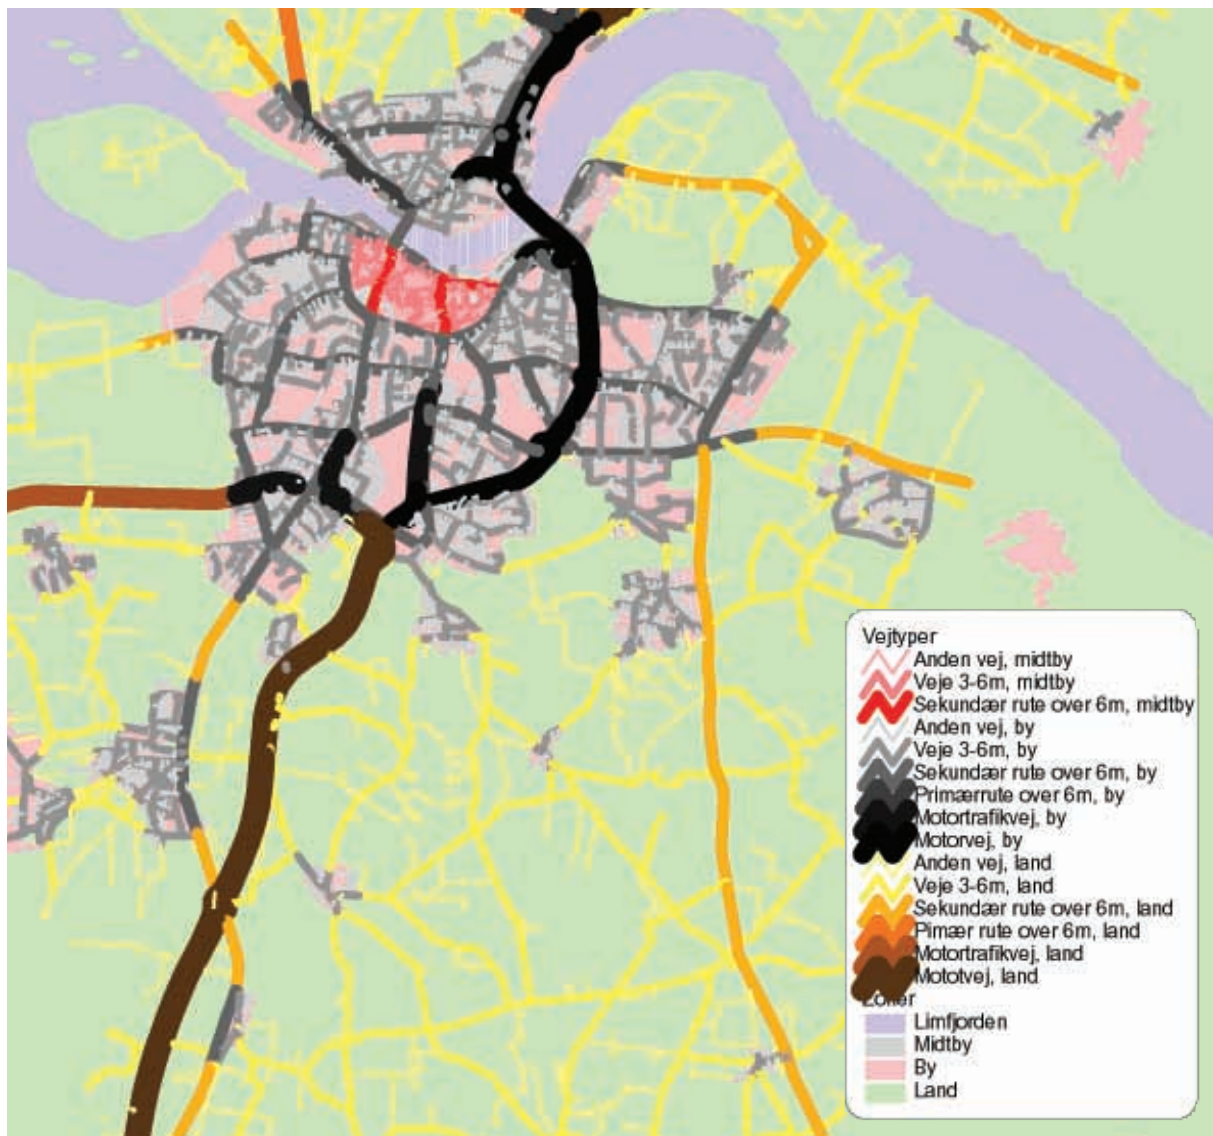 Vejtyper
Anden vej, midtby
Veje 3-6m, midtby
Sekundær rute over 6m, midtby
Anden vej, by
Veje 3-6m, by
Sekundær rute over 6m, by
Primærrute over 6m, by
Motortrafikvej, by
Motorvej, by
Anden vej, land
Veje 3-6m, land
Sekundær rute over 6m, land
Pimær rute over 6m, land
Motortrafikvej, land
Mototvej, land
Zoner
Limfjorden
Midtby
By
Land